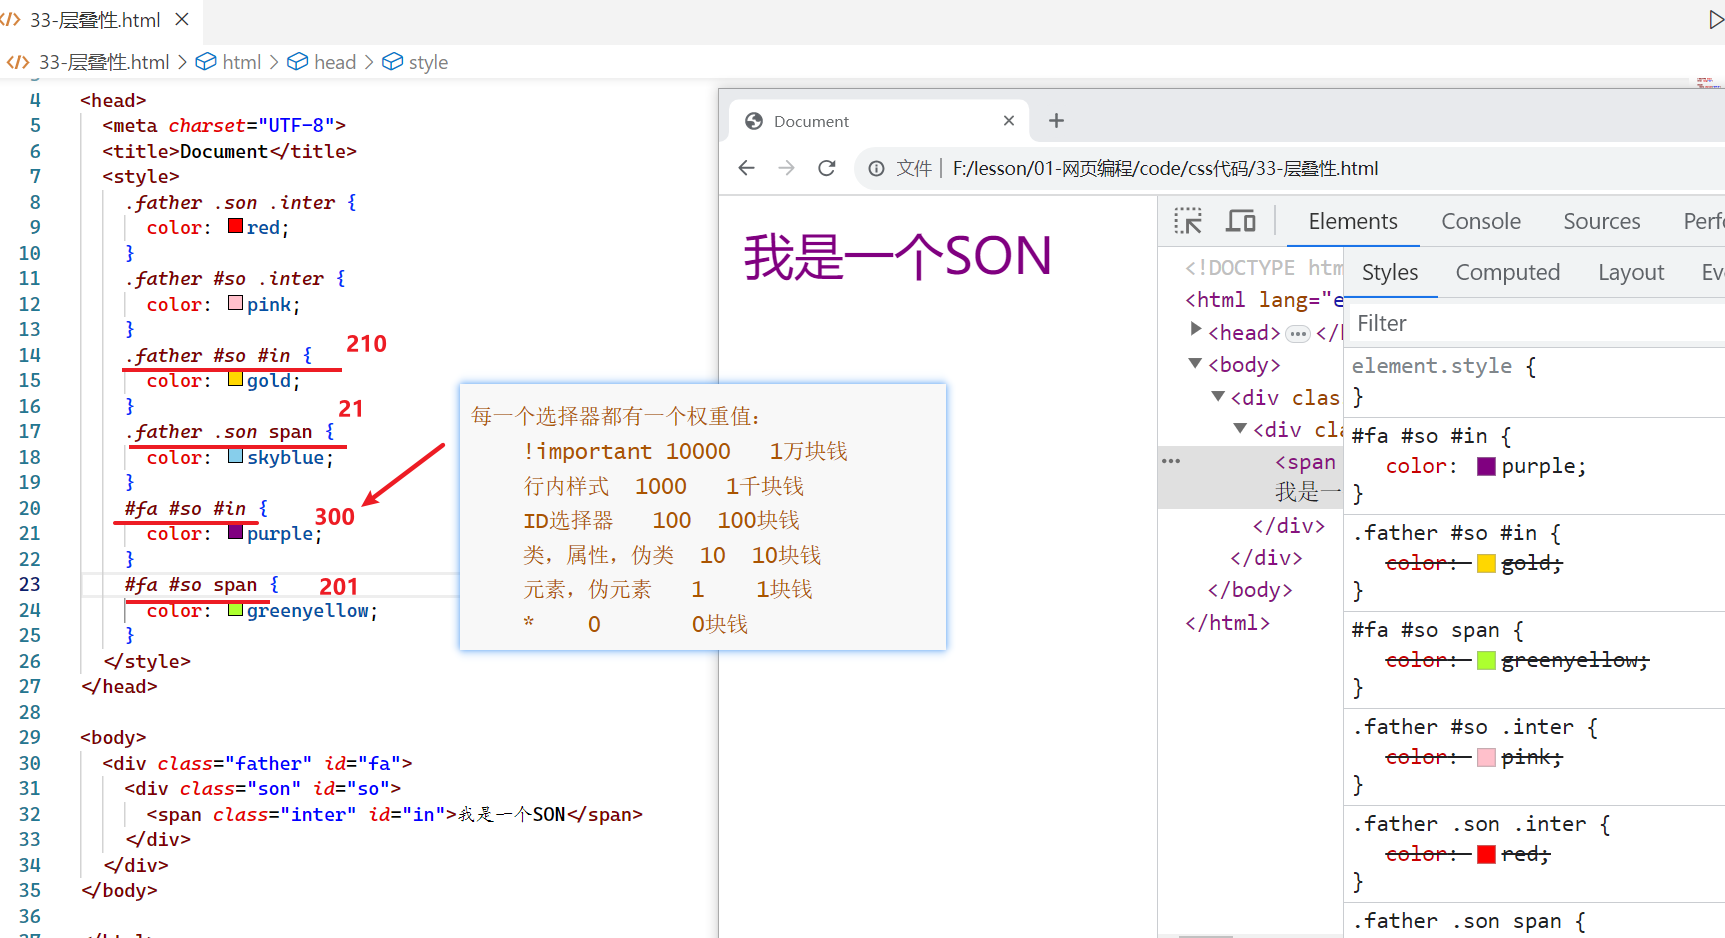 33-层叠性.html
33-层叠性.html > html > head > style
4 <head>
5 <meta charset="UTF-8">
6 <title>Document</title>
7 <style>
8 .father .son .inter {
9 color: red;
10 }
11 .father #so .inter {
12 color: pink;
13 }
14 .father #so #in {
210
15 color: gold;
16 }
17 .father .son span {
21
18 color: skyblue;
19 }
20 #fa #so #in {
300
21 color: purple;
22 }
23 #fa #so span {
201
24 color: greenyellow;
25 }
26 </style>
27 </head>
28
29 <body>
30 <div class="father" id="fa">
31 <div class="son" id="so">
32 <span class="inter" id="in">我是一个SON</span>
33 </div>
34 </div>
35 </body>
36
每一个选择器都有一个权重值：
!important 10000 1万块钱
行内样式 1000 1千块钱
ID选择器 100 100块钱
类，属性，伪类 10 10块钱
元素，伪元素 1 1块钱
* 0 0块钱
Document
文件 | F:/lesson/01-网页编程/code/css代码/33-层叠性.html
我是一个SON
Elements Console Sources Perf
<!DOCTYPE htm
<html lang="e
<head> ••• </
<body>
<div clas
<div cla
••• <span
我是一
</div>
</div>
</body>
</html>
Styles Computed Layout Ev
Filter
element.style {
}
#fa #so #in {
color: purple;
}
.father #so #in {
color: gold;
}
#fa #so span {
color: greenyellow;
}
.father #so .inter {
color: pink;
}
.father .son .inter {
color: red;
}
.father .son span {